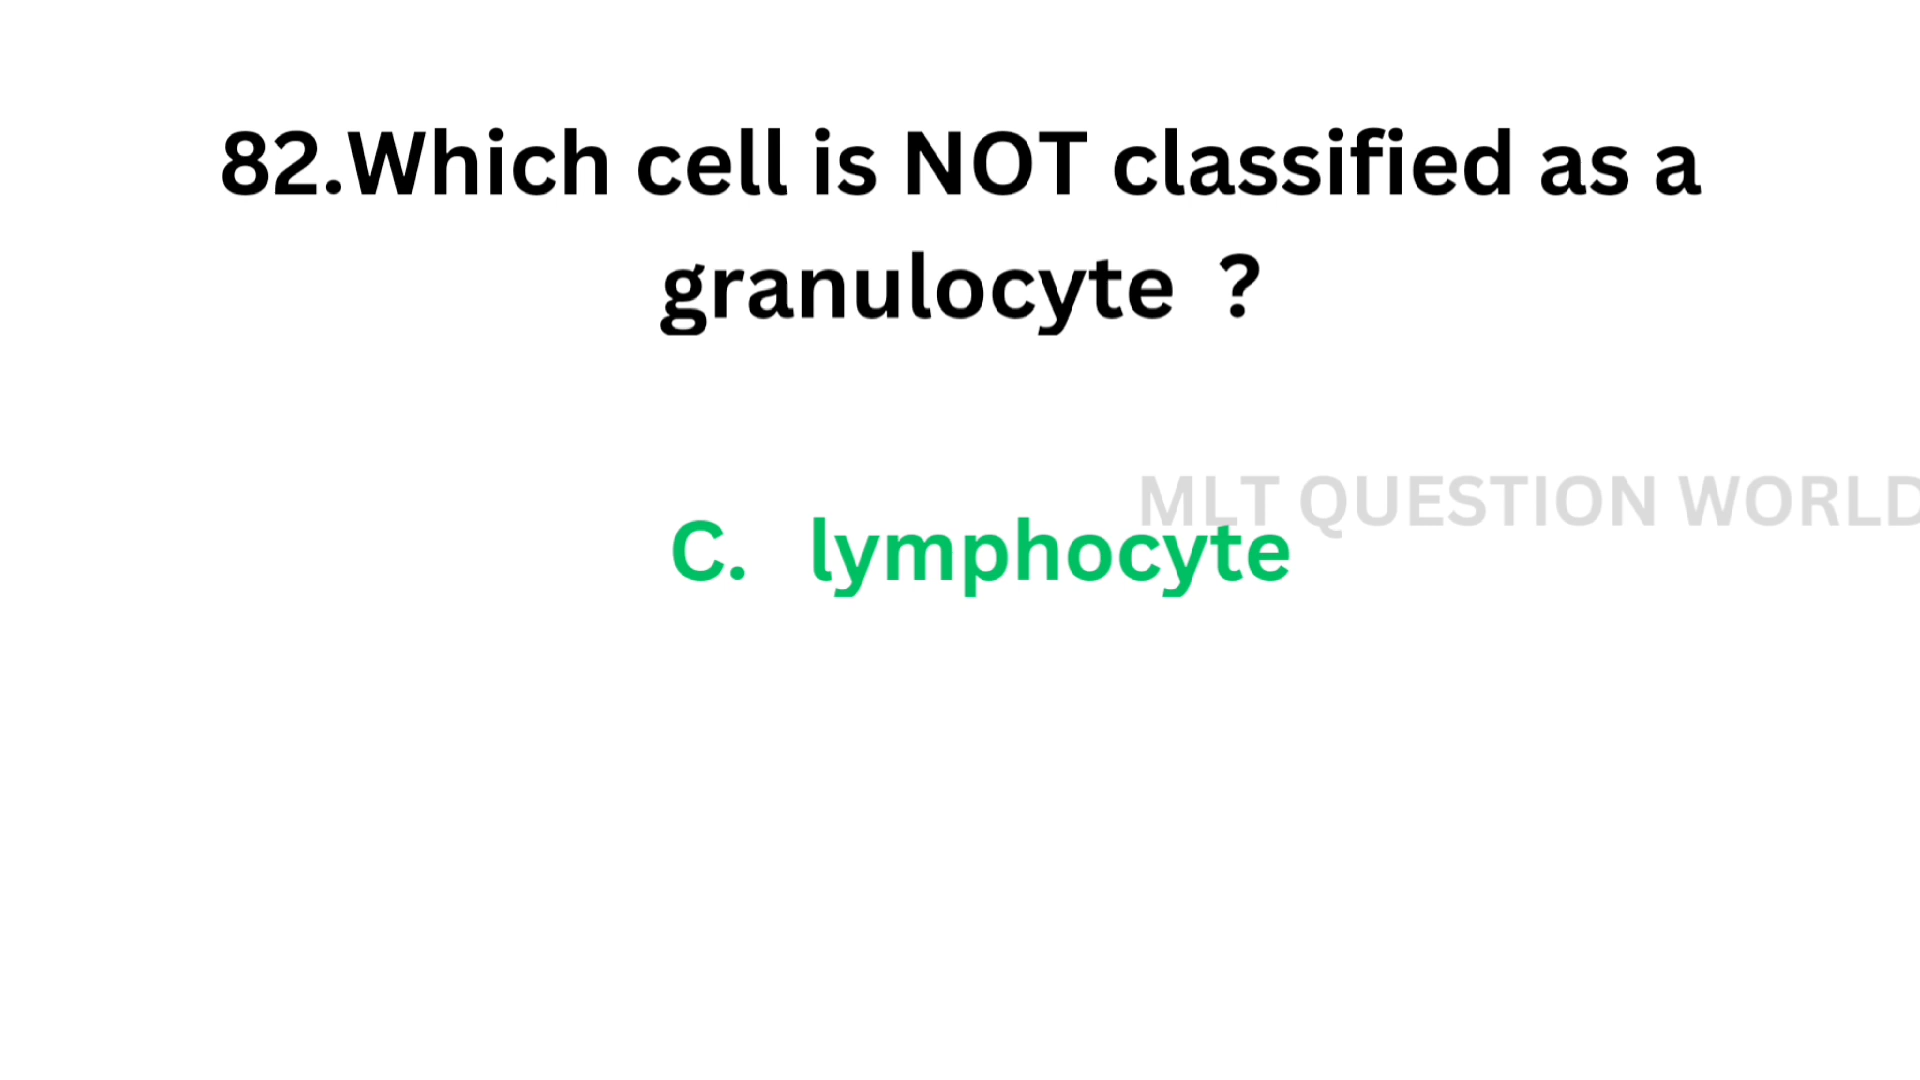 82.Which cell is NOT classified as a
granulocyte ?
MLT QUESTION WORLD
C. lymphocyte